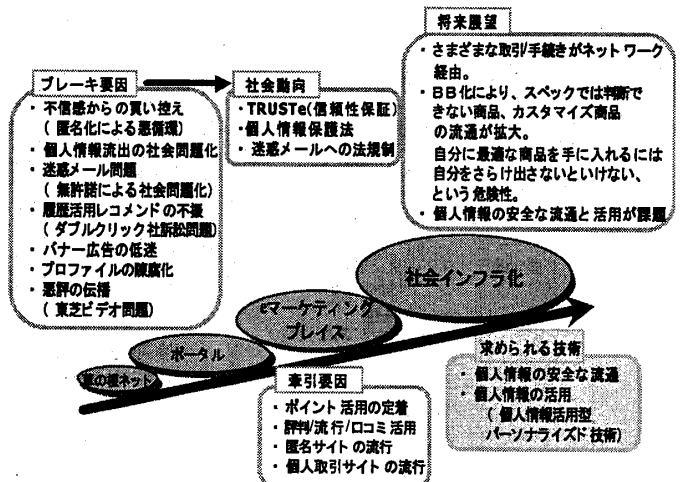 ブレーキ要因
・ 不信感からの買い控え
( 匿名化による悪循環)
・ 個人情報流出の社会問題化
・ 迷惑メール問題
( 無許諾による社会問題化)
・ 履歴活用レコメンドの不振
( ダブルクリック社訴訟問題)
・ バナー広告の低迷
・ プロファイルの陳腐化
・ 悪評の伝播
( 東芝ビデオ問題)
社会動向
・TRUSTe(信頼性保証)
・個人情報保護法
・ 迷惑メールへの法規制
将来展望
・ さまざまな取引/手続きがネットワーク
経由。
・ BB化により、スペックでは判断で
きない商品、カスタマイズ商品
の流通が拡大。
自分に最適な商品を手に入れるには
自分をさらけ出さないといけない、
という危険性。
・ 個人情報の安全な流通と活用が課題
社会インフラ化
eマーケティング
プレイス
ポータル
草の根ネット
牽引要因
・ ポイント活用の定着
・ 評判/流行/口コミ活用
・ 匿名サイトの流行
・ 個人取引サイトの流行
求められる技術
・ 個人情報の安全な流通
・ 個人情報の活用
( 個人情報活用型
パーソナライズド技術)